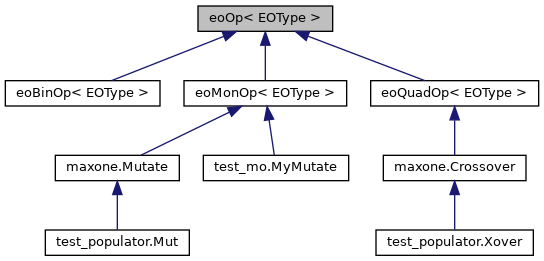 eoOp< EOType >
eoBinOp< EOType >
eoMonOp< EOType >
eoQuadOp< EOType >
maxone.Mutate
test_mo.MyMutate
maxone.Crossover
test_populator.Mut
test_populator.Xover